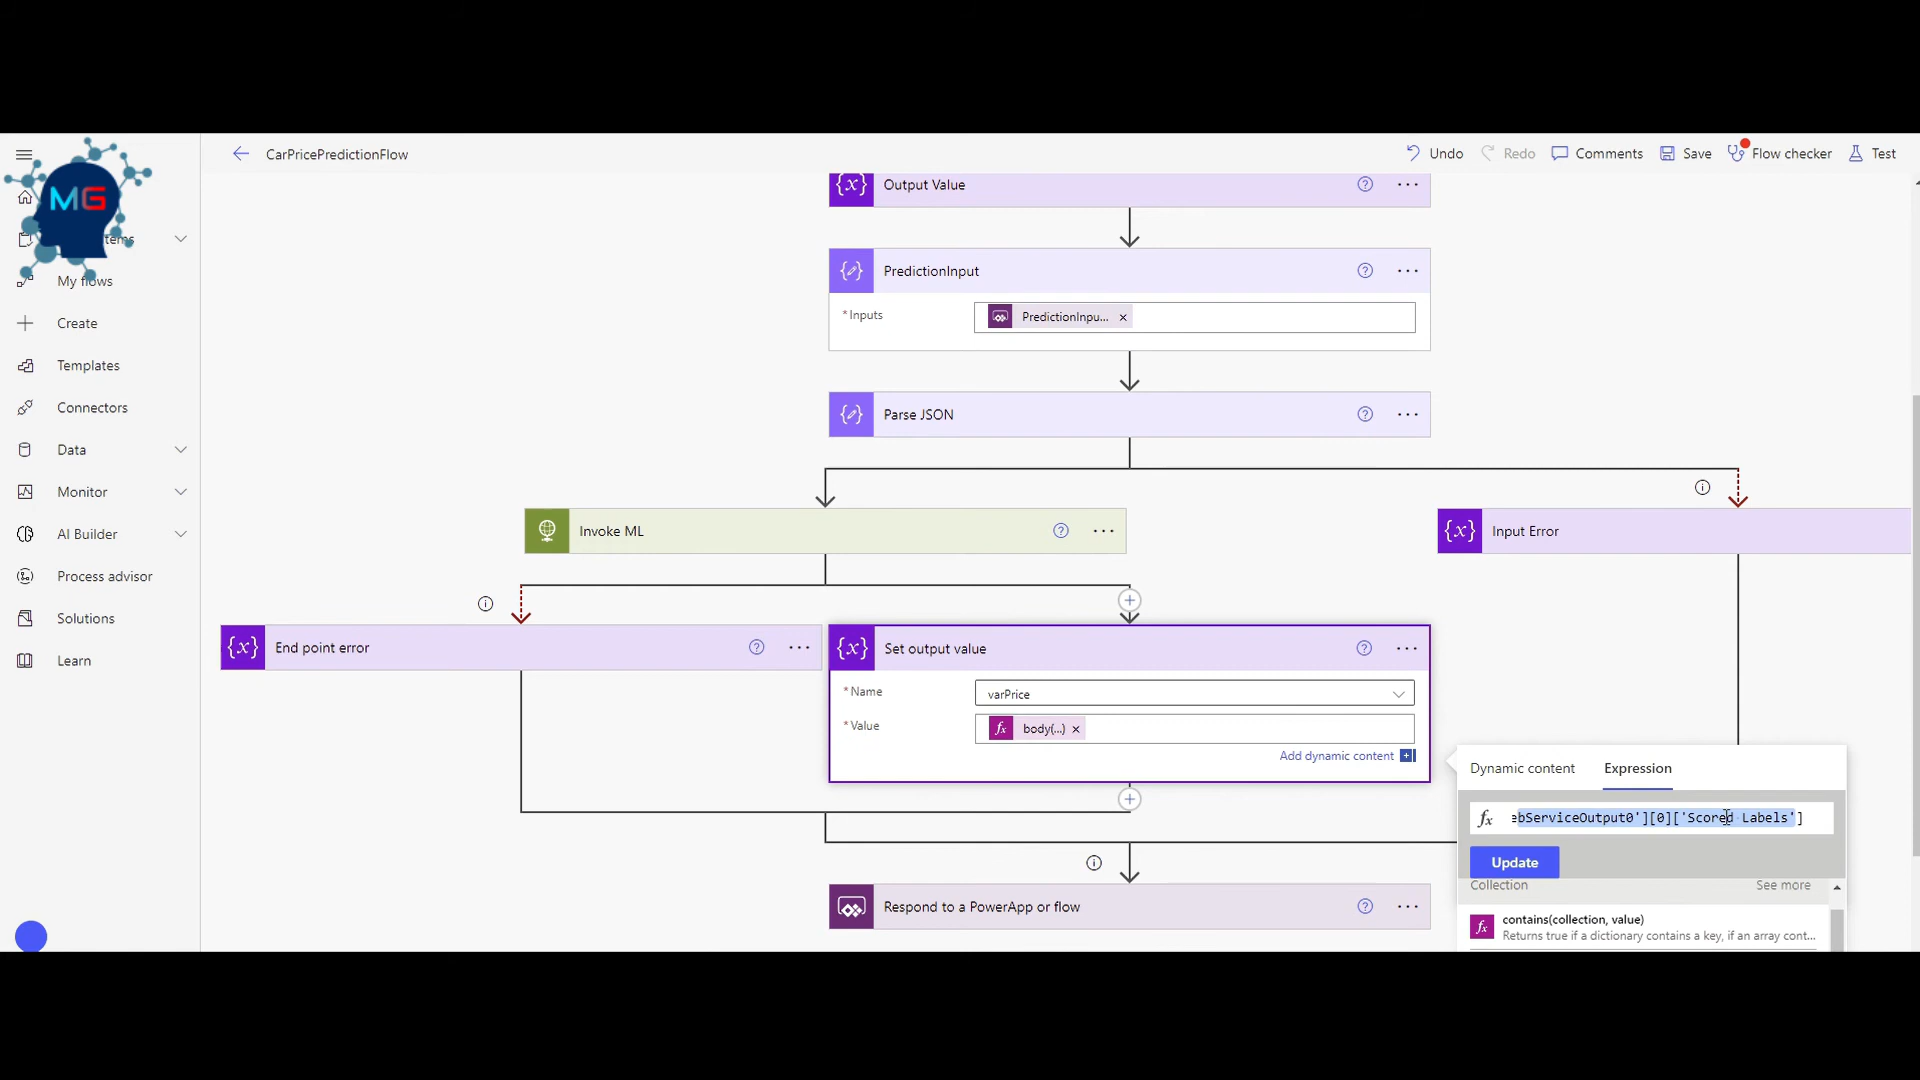 MG
CarPricePredictionFlow
Undo
Redo
Comments
Save
Flow checker
Test
My flows
Create
Templates
Connectors
Data
Monitor
AI Builder
Process advisor
Solutions
Learn
{x} Output Value
PredictionInput
* Inputs
PredictionInpu... ×
Parse JSON
Invoke ML
{x} Input Error
{x} End point error
{x} Set output value
* Name
varPrice
* Value
fx body(...) ×
Add dynamic content
Respond to a PowerApp or flow
Dynamic content
Expression
fx ebServiceOutput0'][0]['Scored Labels']
Update
Collection
See more
fx contains(collection, value)
Returns true if a dictionary contains a key, if an array cont...